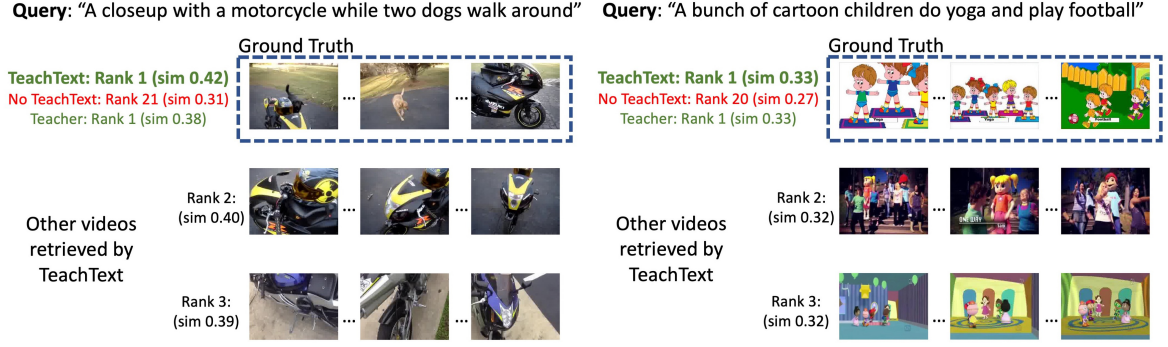 Query: “A closeup with a motorcycle while two dogs walk around”
Ground Truth
TeachText: Rank 1 (sim 0.42)
No TeachText: Rank 21 (sim 0.31)
Teacher: Rank 1 (sim 0.38)
...
...
Rank 2:
(sim 0.40)
...
...
Other videos
retrieved by
TeachText
Rank 3:
(sim 0.39)
...
...
Query: “A bunch of cartoon children do yoga and play football”
Ground Truth
TeachText: Rank 1 (sim 0.33)
No TeachText: Rank 20 (sim 0.27)
Teacher: Rank 1 (sim 0.33)
Yoga
...
Yoga
...
Football
Rank 2:
(sim 0.32)
...
ONE WAY
...
Other videos
retrieved by
TeachText
Rank 3:
(sim 0.32)
...
...